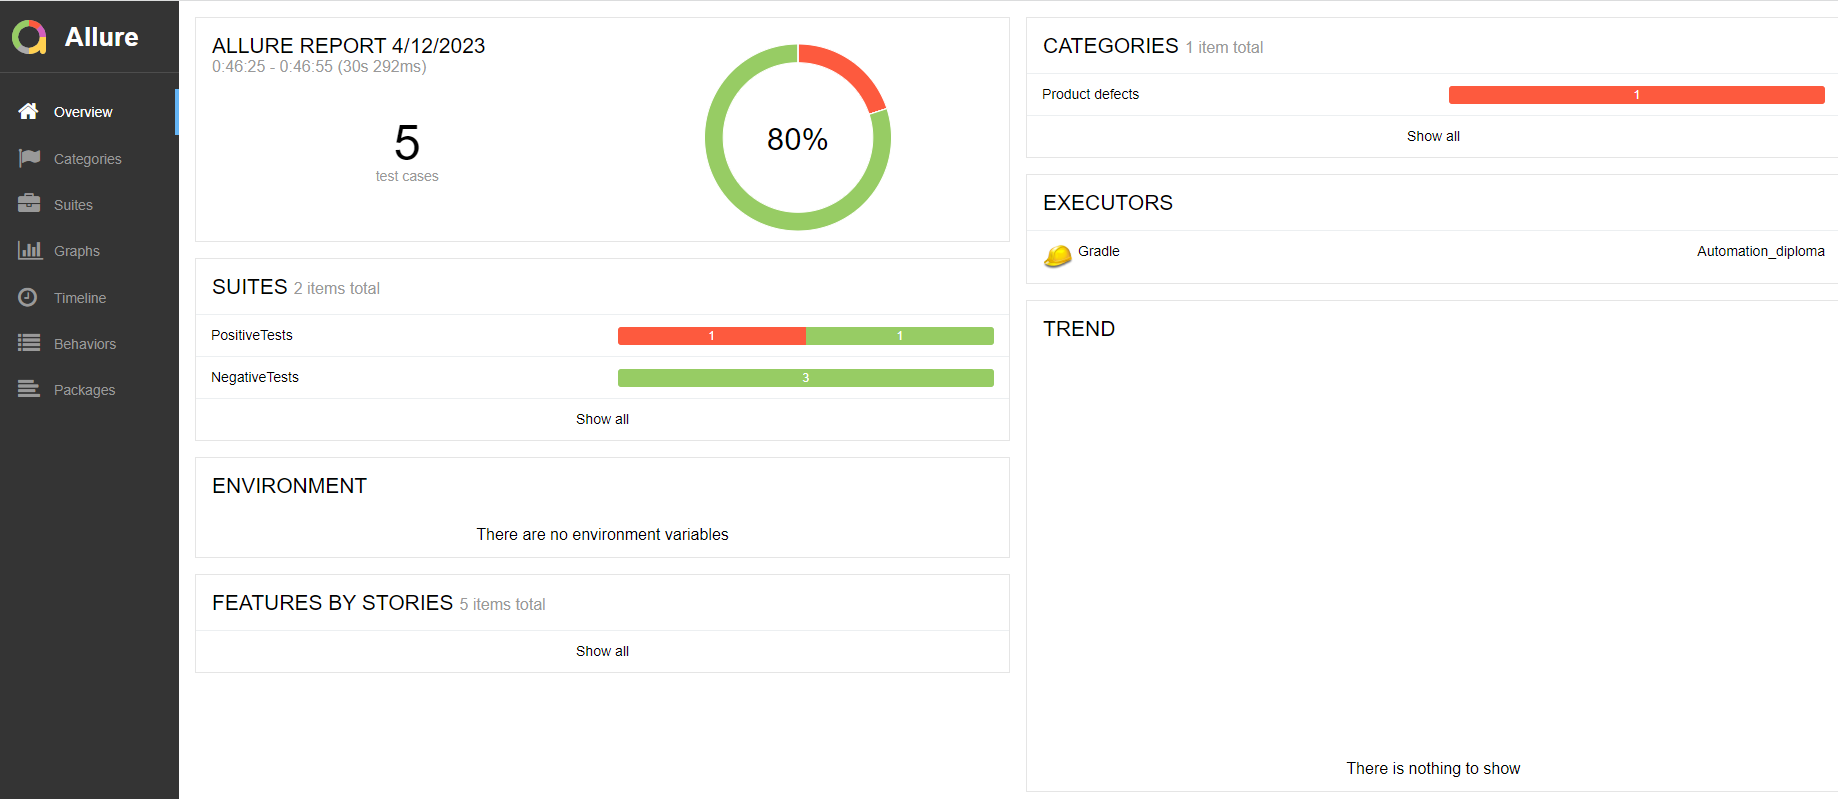 Allure
Overview
Categories
Suites
Graphs
Timeline
Behaviors
Packages
ALLURE REPORT 4/12/2023
0:46:25 - 0:46:55 (30s 292ms)
5
test cases
80%
SUITES 2 items total
PositiveTests 1 1
NegativeTests 3
Show all
ENVIRONMENT
There are no environment variables
FEATURES BY STORIES 5 items total
Show all
CATEGORIES 1 item total
Product defects 1
Show all
EXECUTORS
Gradle Automation_diploma
TREND
There is nothing to show